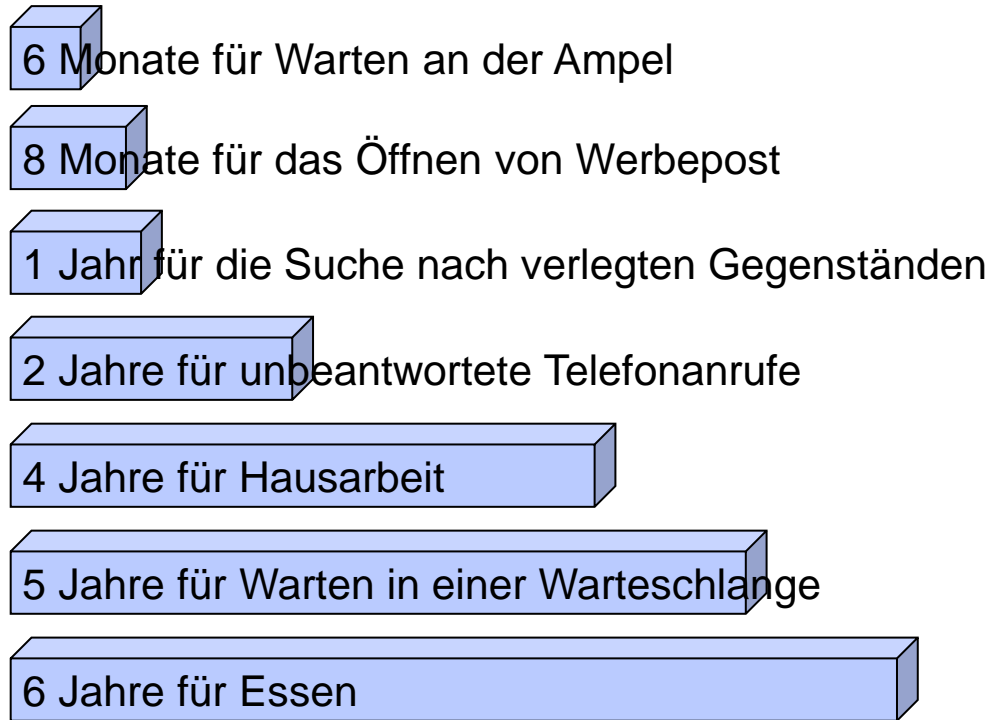 6 Monate für Warten an der Ampel
8 Monate für das Öffnen von Werbepost
1 Jahr für die Suche nach verlegten Gegenständen
2 Jahre für unbeantwortete Telefonanrufe
4 Jahre für Hausarbeit
5 Jahre für Warten in einer Warteschlange
6 Jahre für Essen